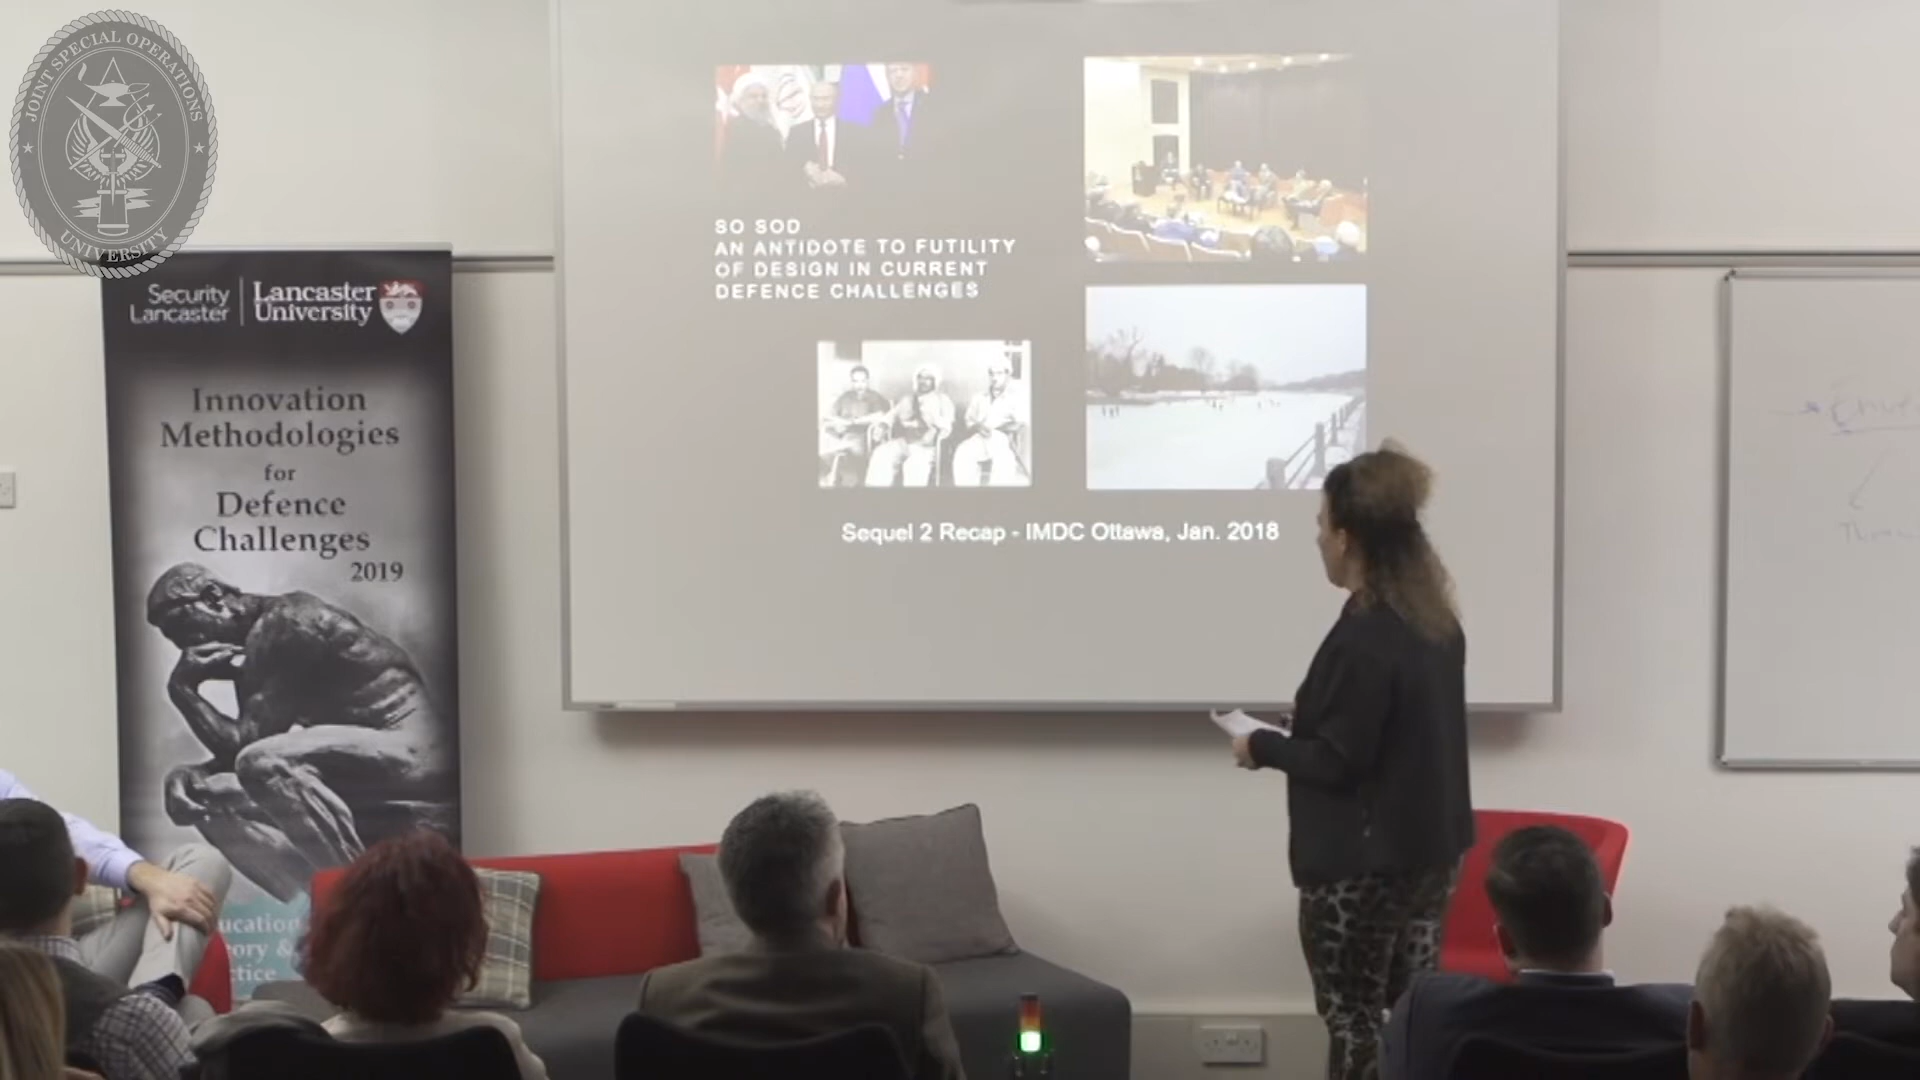 JOINT SPECIAL OPERATIONS
UNIVERSITY
Security
Lancaster
Lancaster
University
Innovation
Methodologies
for
Defence
Challenges
2019
SO SOD
AN ANTIDOTE TO FUTILITY
OF DESIGN IN CURRENT
DEFENCE CHALLENGES
Sequel 2 Recap - IMDC Ottawa, Jan. 2018